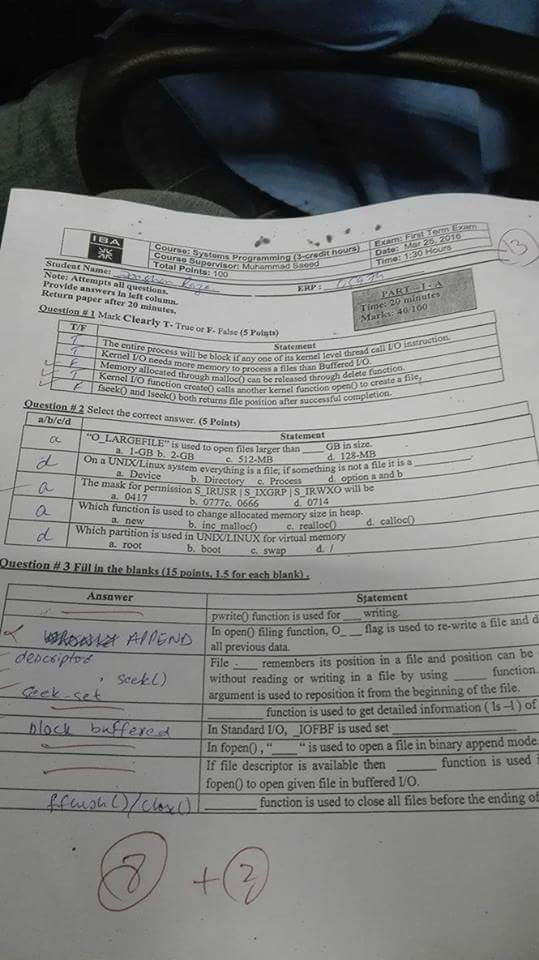 IBA
Course: Systems Programming (3-credit hours)
Course Supervisor: Muhammad Saeed
Total Points: 100
Exam: First Term Exam
Date: Mar 25, 2016
Time: 1:30 Hours
13
Student Name:
ERP:
Note: Attempts all questions.
Provide answers in left column.
Return paper after 20 minutes.
PART – I - A
Time: 20 minutes
Marks: 40/100
Question # 1 Mark Clearly T- True or F- False (5 Points)
T/F Statement
T The entire process will be block if any one of its kernel level thread call I/O instruction.
T Kernel I/O needs more memory to process a files than Buffered I/O.
F Memory allocated through malloc() can be released through delete function.
T Kernel I/O function create() calls another kernel function open() to create a file,
fseek() and lseek() both returns file position after successful completion.
Question # 2 Select the correct answer. (5 Points)
a/b/c/d Statement
a "O_LARGEFILE" is used to open files larger than ____ GB in size.
a. 1-GB b. 2-GB c. 512-MB d. 128-MB
d On a UNIX/Linux system everything is a file; if something is not a file it is a ________.
a. Device b. Directory c. Process d. option a and b
a The mask for permission S_IRUSR | S_IXGRP | S_IRWXO will be
a. 0417 b. 0777c. 0666 d. 0714
a Which function is used to change allocated memory size in heap.
a. new b. inc_malloc() c. realloc() d. calloc()
d Which partition is used in UNIX/LINUX for virtual memory
a. root b. boot c. swap d. /
Question # 3 Fill in the blanks (15 points, 1.5 for each blank) .
Ansnwer Statement
pwrite() function is used for ___ writing.
APPEND In open() filing function, O_ __ flag is used to re-write a file and d
all previous data.
descriptor File ___ remembers its position in a file and position can be
, seek() without reading or writing in a file by using _____ function.
seek-set argument is used to reposition it from the beginning of the file.
________ function is used to get detailed information ( ls –l ) of
block buffered In Standard I/O, _IOFBF is used set ________
In fopen() , "____" is used to open a file in binary append mode.
If file descriptor is available then ______ function is used i
fopen() to open given file in buffered I/O.
fflush()/close() ________ function is used to close all files before the ending of
8 + 2